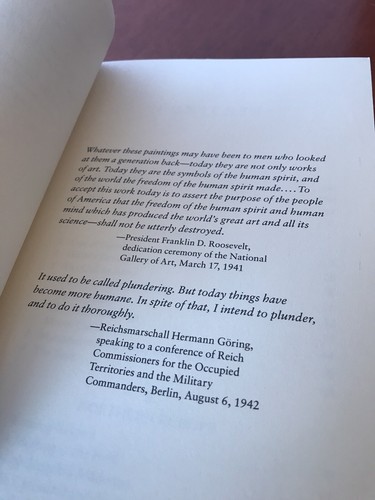 Whatever these paintings may have been to men who looked
at them a generation back—today they are not only works
of art. Today they are the symbols of the human spirit, and
of the world the freedom of the human spirit made. . . . To
accept this work today is to assert the purpose of the people
of America that the freedom of the human spirit and human
mind which has produced the world's great art and all its
science—shall not be utterly destroyed.
—President Franklin D. Roosevelt,
dedication ceremony of the National
Gallery of Art, March 17, 1941
It used to be called plundering. But today things have
become more humane. In spite of that, I intend to plunder,
and to do it thoroughly.
—Reichsmarschall Hermann Göring,
speaking to a conference of Reich
Commissioners for the Occupied
Territories and the Military
Commanders, Berlin, August 6, 1942